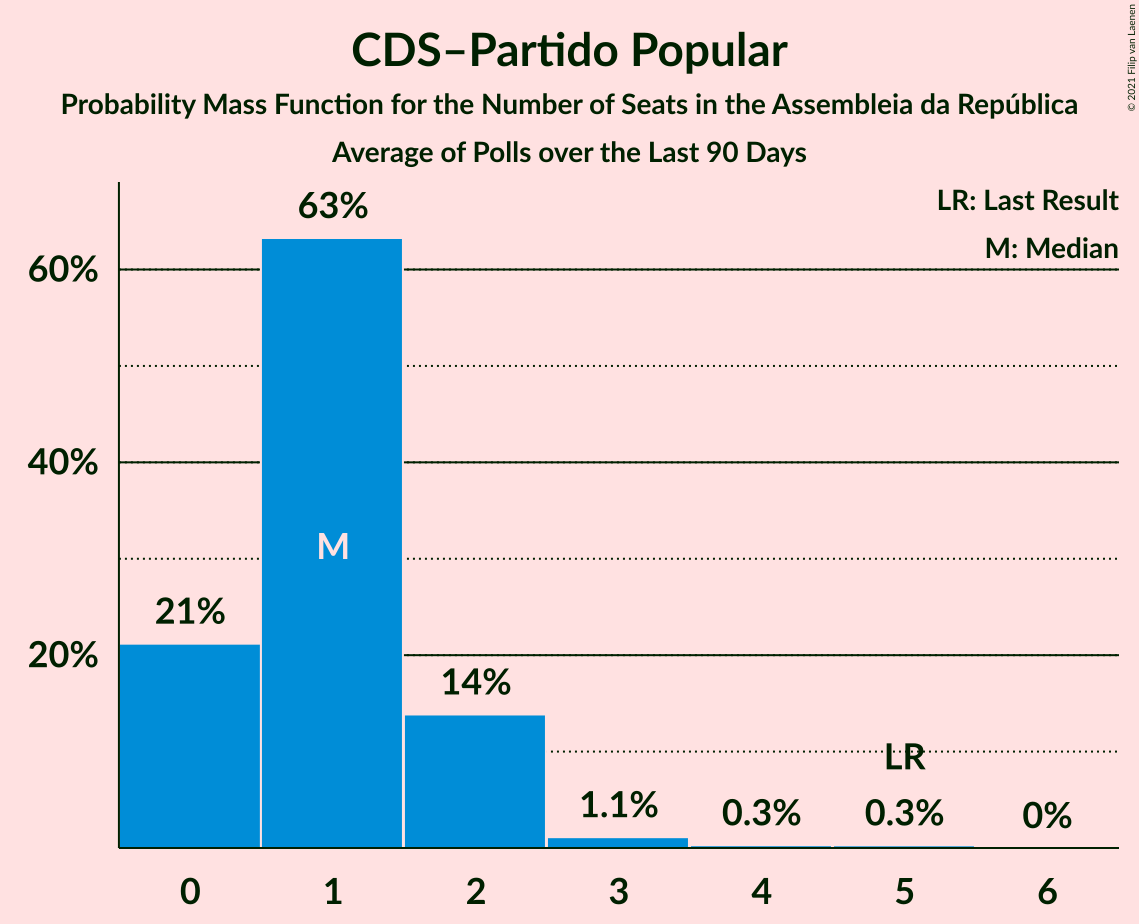 CDS–Partido Popular
Probability Mass Function for the Number of Seats in the Assembleia da República
Average of Polls over the Last 90 Days
© 2021 Filip van Laenen
LR: Last Result
M: Median
63%
60%
40%
M
21%
20%
14%
LR
1.1%
0.3%
0.3%
0%
0 1 2 3 4 5 6